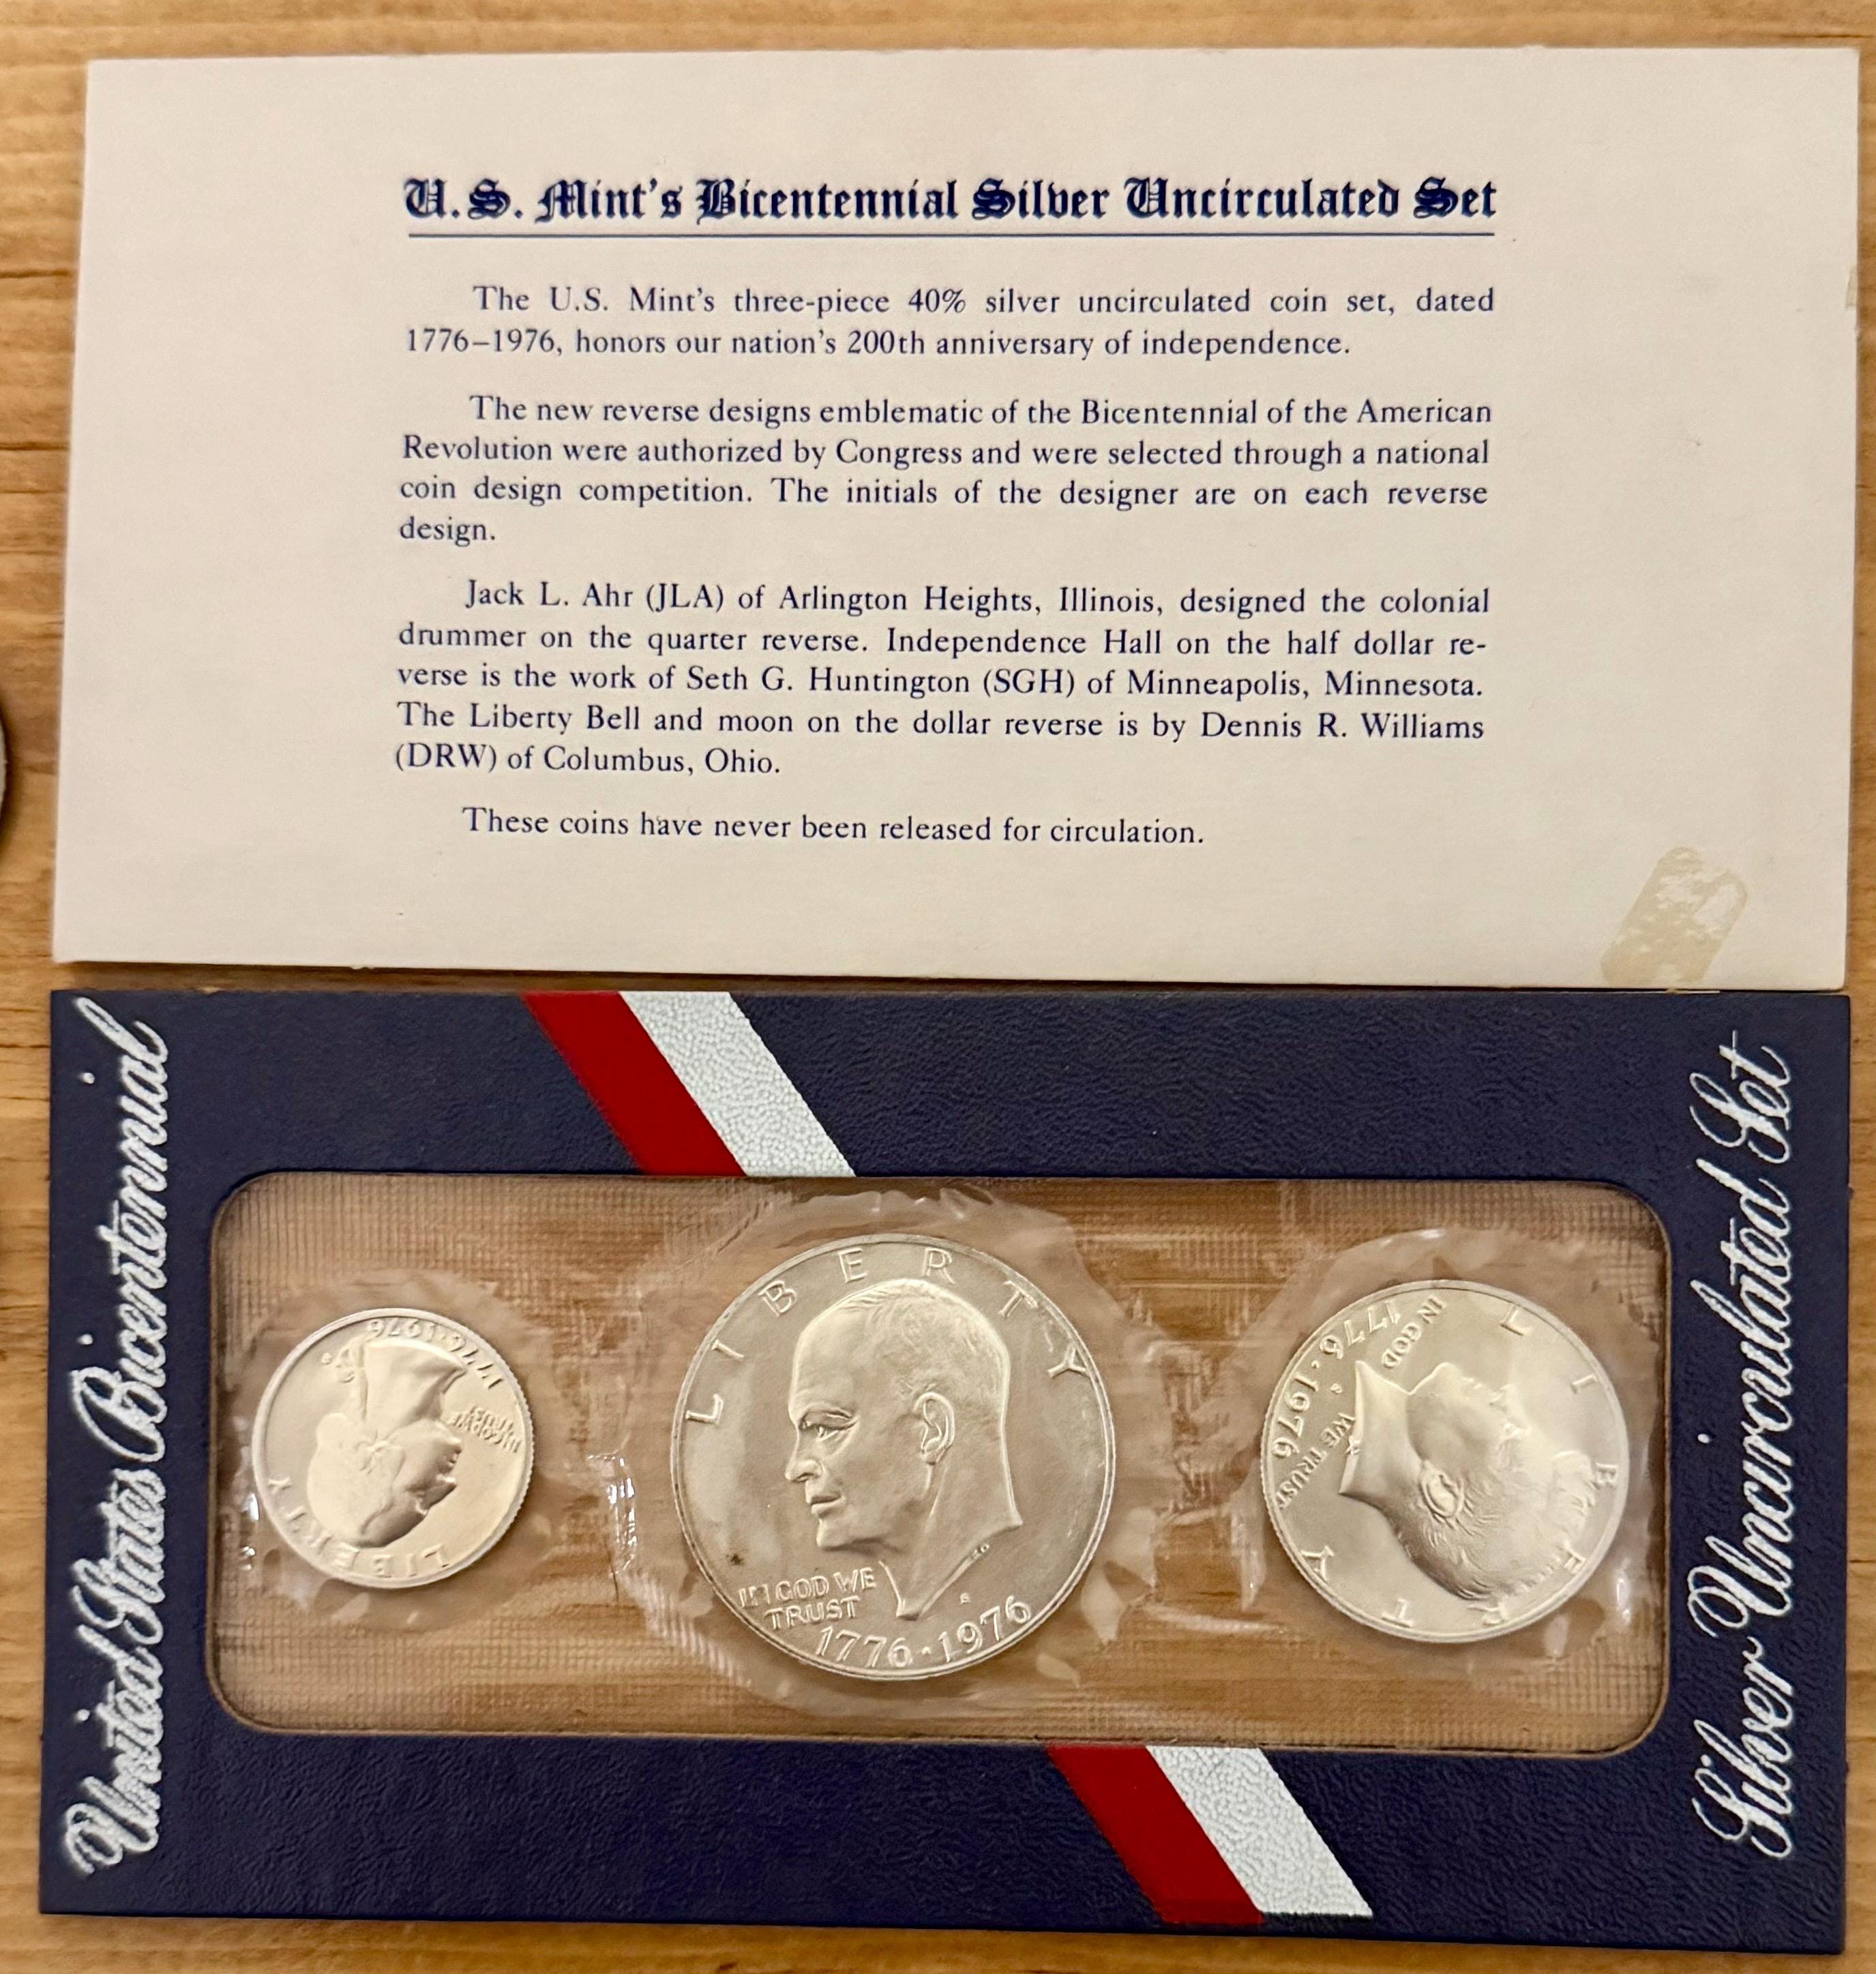 U.S. Mint's Bicentennial Silver Uncirculated Set
The U.S. Mint's three-piece 40% silver uncirculated coin set, dated
1776–1976, honors our nation's 200th anniversary of independence.
The new reverse designs emblematic of the Bicentennial of the American
Revolution were authorized by Congress and were selected through a national
coin design competition. The initials of the designer are on each reverse
design.
Jack L. Ahr (JLA) of Arlington Heights, Illinois, designed the colonial
drummer on the quarter reverse. Independence Hall on the half dollar re-
verse is the work of Seth G. Huntington (SGH) of Minneapolis, Minnesota.
The Liberty Bell and moon on the dollar reverse is by Dennis R. Williams
(DRW) of Columbus, Ohio.
These coins have never been released for circulation.
United States Bicentennial
LIBERTY
IN GOD WE
TRUST
S
1776·1976
LIBERTY
IN GOD WE
TRUST
S
1776·1976
LIBERTY
IN GOD
WE TRUST
S
1776·1976
Silver Uncirculated Set